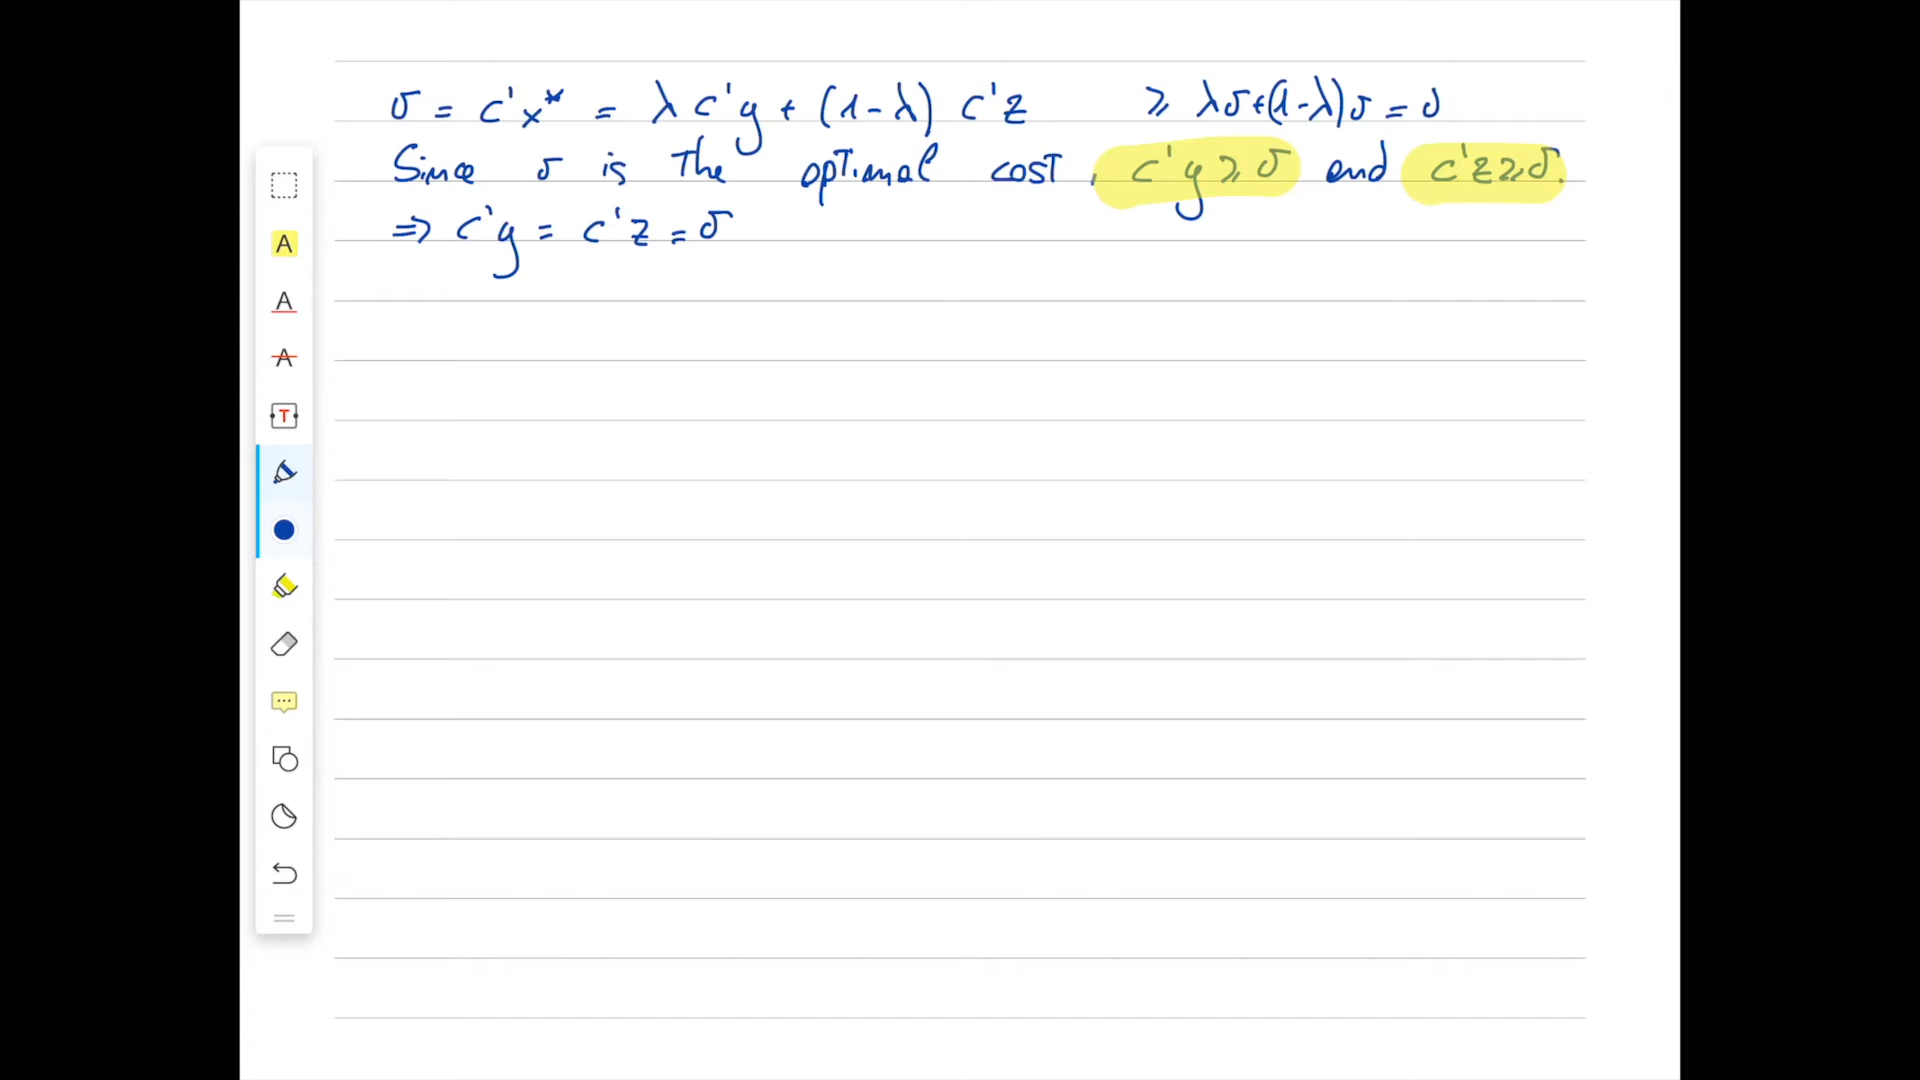 σ = c'x* = λ c'y + (1-λ) c'z ≥ λσ+(1-λ)σ = σ
Since σ is the optimal cost, c'y ≥ σ and c'z ≥ σ.
⇒ c'y = c'z = σ
A
A
A
T